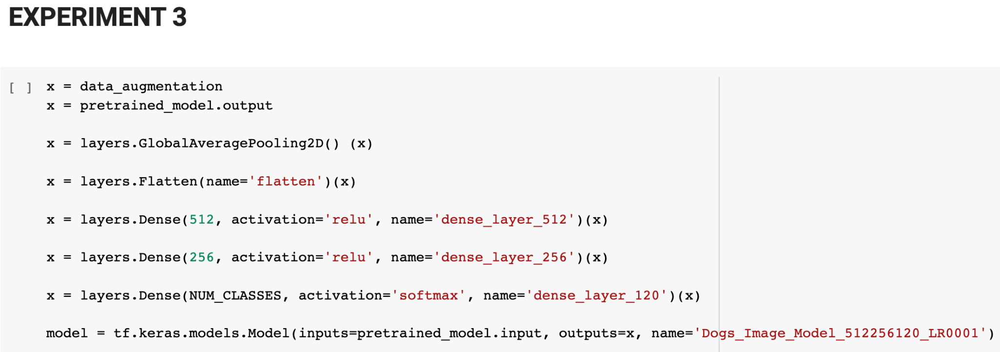 EXPERIMENT 3
[ ] x = data_augmentation
x = pretrained_model.output
x = layers.GlobalAveragePooling2D() (x)
x = layers.Flatten(name='flatten')(x)
x = layers.Dense(512, activation='relu', name='dense_layer_512')(x)
x = layers.Dense(256, activation='relu', name='dense_layer_256')(x)
x = layers.Dense(NUM_CLASSES, activation='softmax', name='dense_layer_120')(x)
model = tf.keras.models.Model(inputs=pretrained_model.input, outputs=x, name='Dogs_Image_Model_512256120_LR0001')